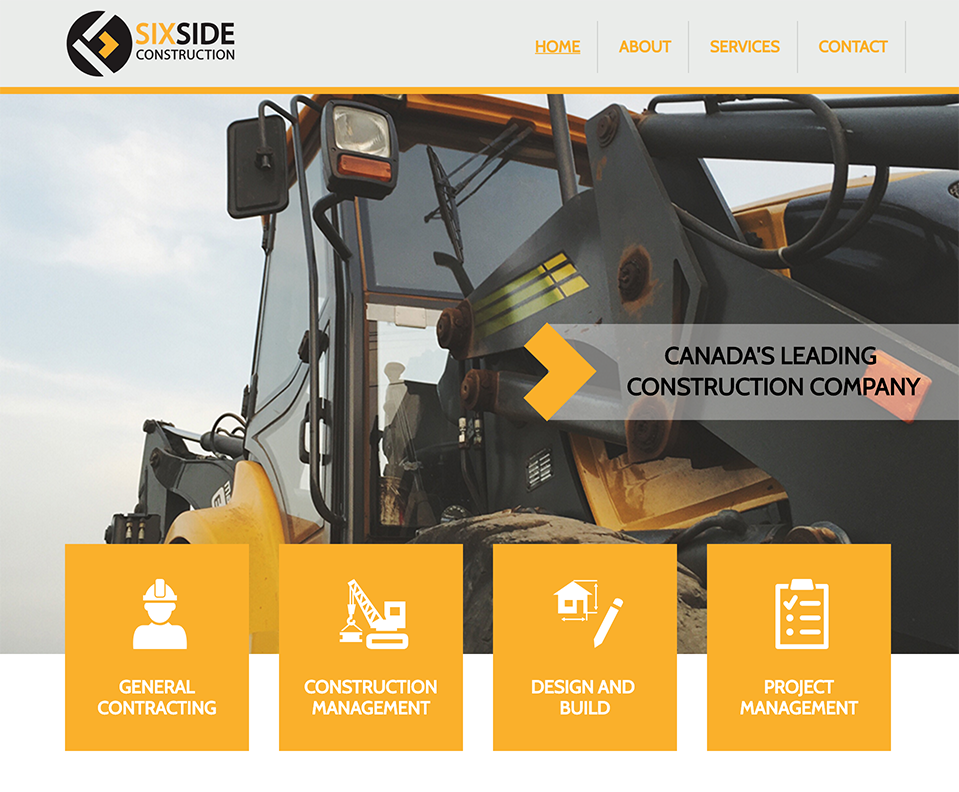 SIXSIDE
CONSTRUCTION
HOME
ABOUT
SERVICES
CONTACT
CANADA'S LEADING
CONSTRUCTION COMPANY
GENERAL
CONTRACTING
CONSTRUCTION
MANAGEMENT
DESIGN AND
BUILD
PROJECT
MANAGEMENT